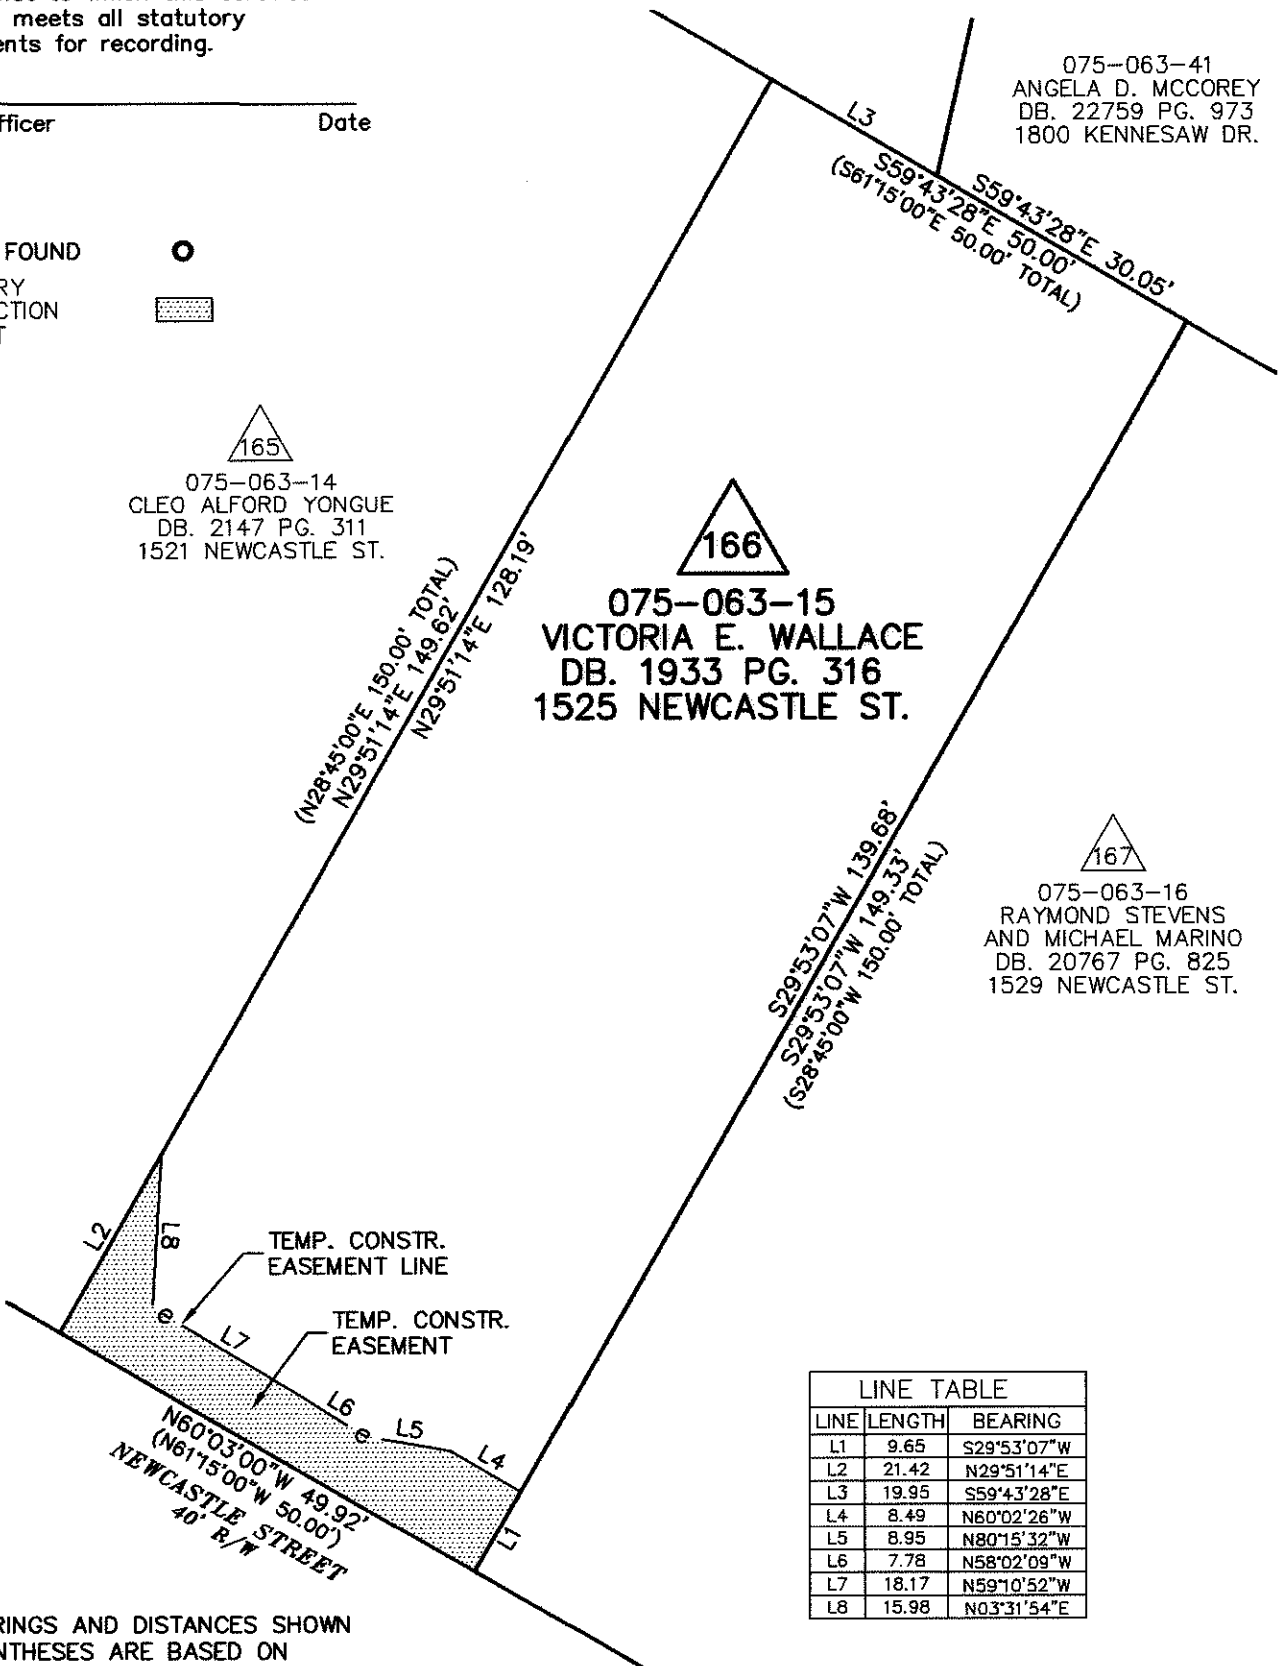 meets all statutory
ents for recording.
fficer Date
FOUND
RY
CTION
T
075-063-41
ANGELA D. MCCOREY
DB. 22759 PG. 973
1800 KENNESAW DR.
L3
S59°43'28"E 30.05'
S59°43'28"E 50.00'
(S61°15'00"E 50.00' TOTAL)
165
075-063-14
CLEO ALFORD YONGUE
DB. 2147 PG. 311
1521 NEWCASTLE ST.
166
075-063-15
VICTORIA E. WALLACE
DB. 1933 PG. 316
1525 NEWCASTLE ST.
(N28°45'00"E 150.00' TOTAL)
N29°51'14"E 149.62'
N29°51'14"E 128.19'
167
075-063-16
RAYMOND STEVENS
AND MICHAEL MARINO
DB. 20767 PG. 825
1529 NEWCASTLE ST.
S29°53'07"W 139.68'
S29°53'07"W 149.33'
(S28°45'00"W 150.00' TOTAL)
L2
L8
TEMP. CONSTR.
EASEMENT LINE
TEMP. CONSTR.
EASEMENT
e
L7
L6
e
L5
L4
L1
N60°03'00"W 49.92'
(N61°15'00"W 50.00')
NEWCASTLE STREET
40' R/W
LINE TABLE
LINE LENGTH BEARING
L1 9.65 S29°53'07"W
L2 21.42 N29°51'14"E
L3 19.95 S59°43'28"E
L4 8.49 N60°02'26"W
L5 8.95 N80°15'32"W
L6 7.78 N58°02'09"W
L7 18.17 N59°10'52"W
L8 15.98 N03°31'54"E
RINGS AND DISTANCES SHOWN
NTHESES ARE BASED ON